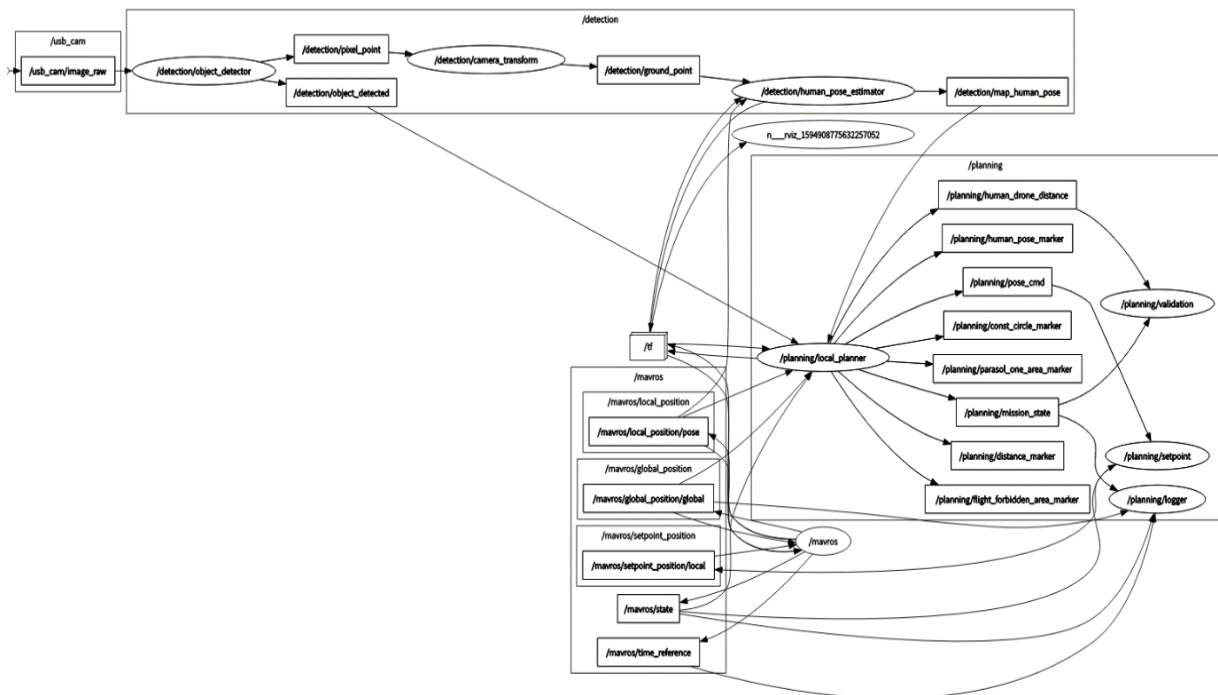 /detection
/usb_cam
/usb_cam/image_raw
/detection/object_detector
/detection/pixel_point
/detection/object_detected
/detection/camera_transform
/detection/ground_point
/detection/human_pose_estimator
/detection/map_human_pose
n___rviz_1594908775632257052
/planning
/planning/human_drone_distance
/planning/human_pose_marker
/planning/pose_cmd
/planning/validation
/planning/const_circle_marker
/tf
/planning/local_planner
/planning/parasol_one_area_marker
/planning/mission_state
/planning/distance_marker
/planning/setpoint
/planning/flight_forbidden_area_marker
/planning/logger
/mavros
/mavros/local_position
/mavros/local_position/pose
/mavros/global_position
/mavros/global_position/global
/mavros/setpoint_position
/mavros/setpoint_position/local
/mavros
/mavros/state
/mavros/time_reference